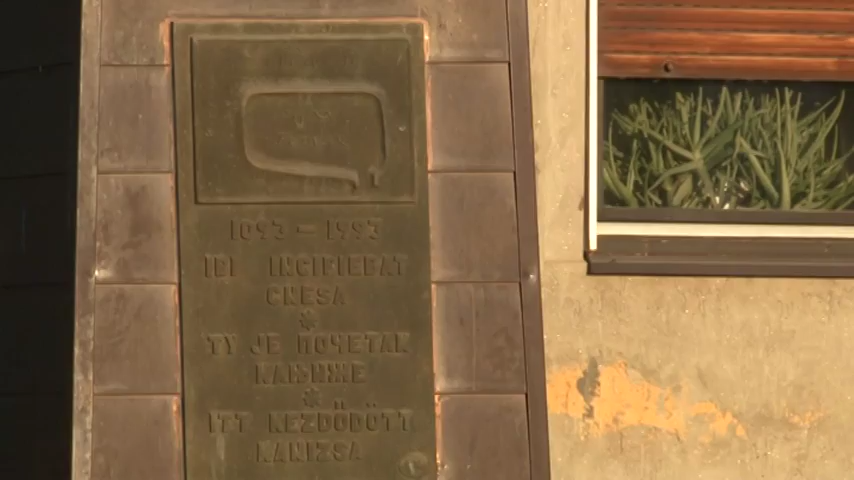 1093 – 1993
IBI INCIPIEBAT
CNESA
*
ТУ ЈЕ ПОЧЕТАК
КАЊИЖЕ
*
ITT KEZDŐDÖTT
KANIZSA